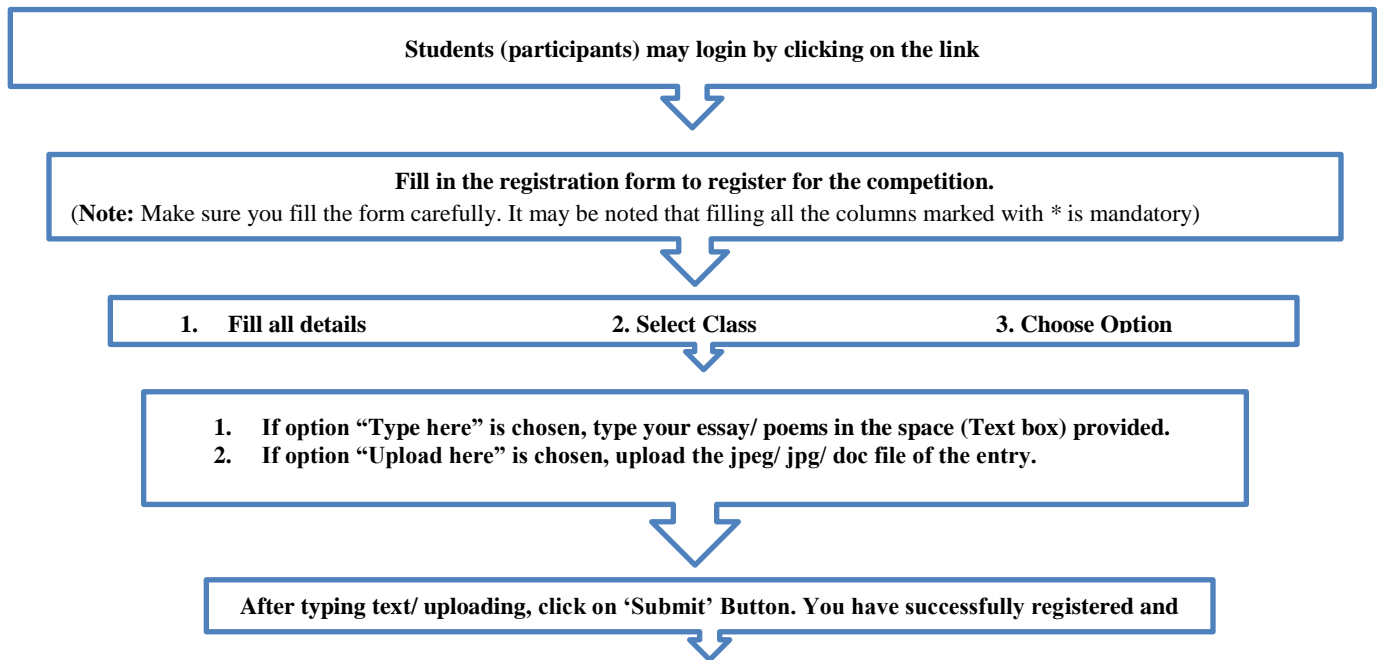 Students (participants) may login by clicking on the link
Fill in the registration form to register for the competition.
(Note: Make sure you fill the form carefully. It may be noted that filling all the columns marked with * is mandatory)
1. Fill all details 2. Select Class 3. Choose Option
1. If option “Type here” is chosen, type your essay/ poems in the space (Text box) provided.
2. If option “Upload here” is chosen, upload the jpeg/ jpg/ doc file of the entry.
After typing text/ uploading, click on ‘Submit’ Button. You have successfully registered and